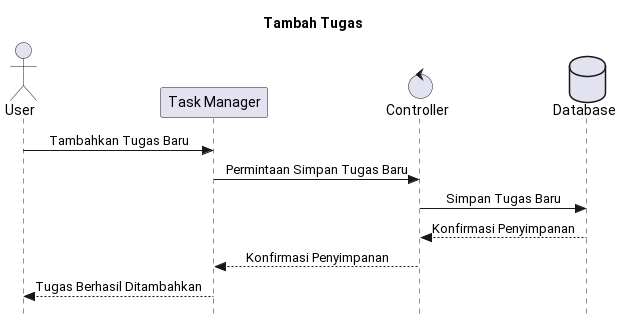 Tambah Tugas
User
Task Manager
Controller
Database
Tambahkan Tugas Baru
Permintaan Simpan Tugas Baru
Simpan Tugas Baru
Konfirmasi Penyimpanan
Konfirmasi Penyimpanan
Tugas Berhasil Ditambahkan